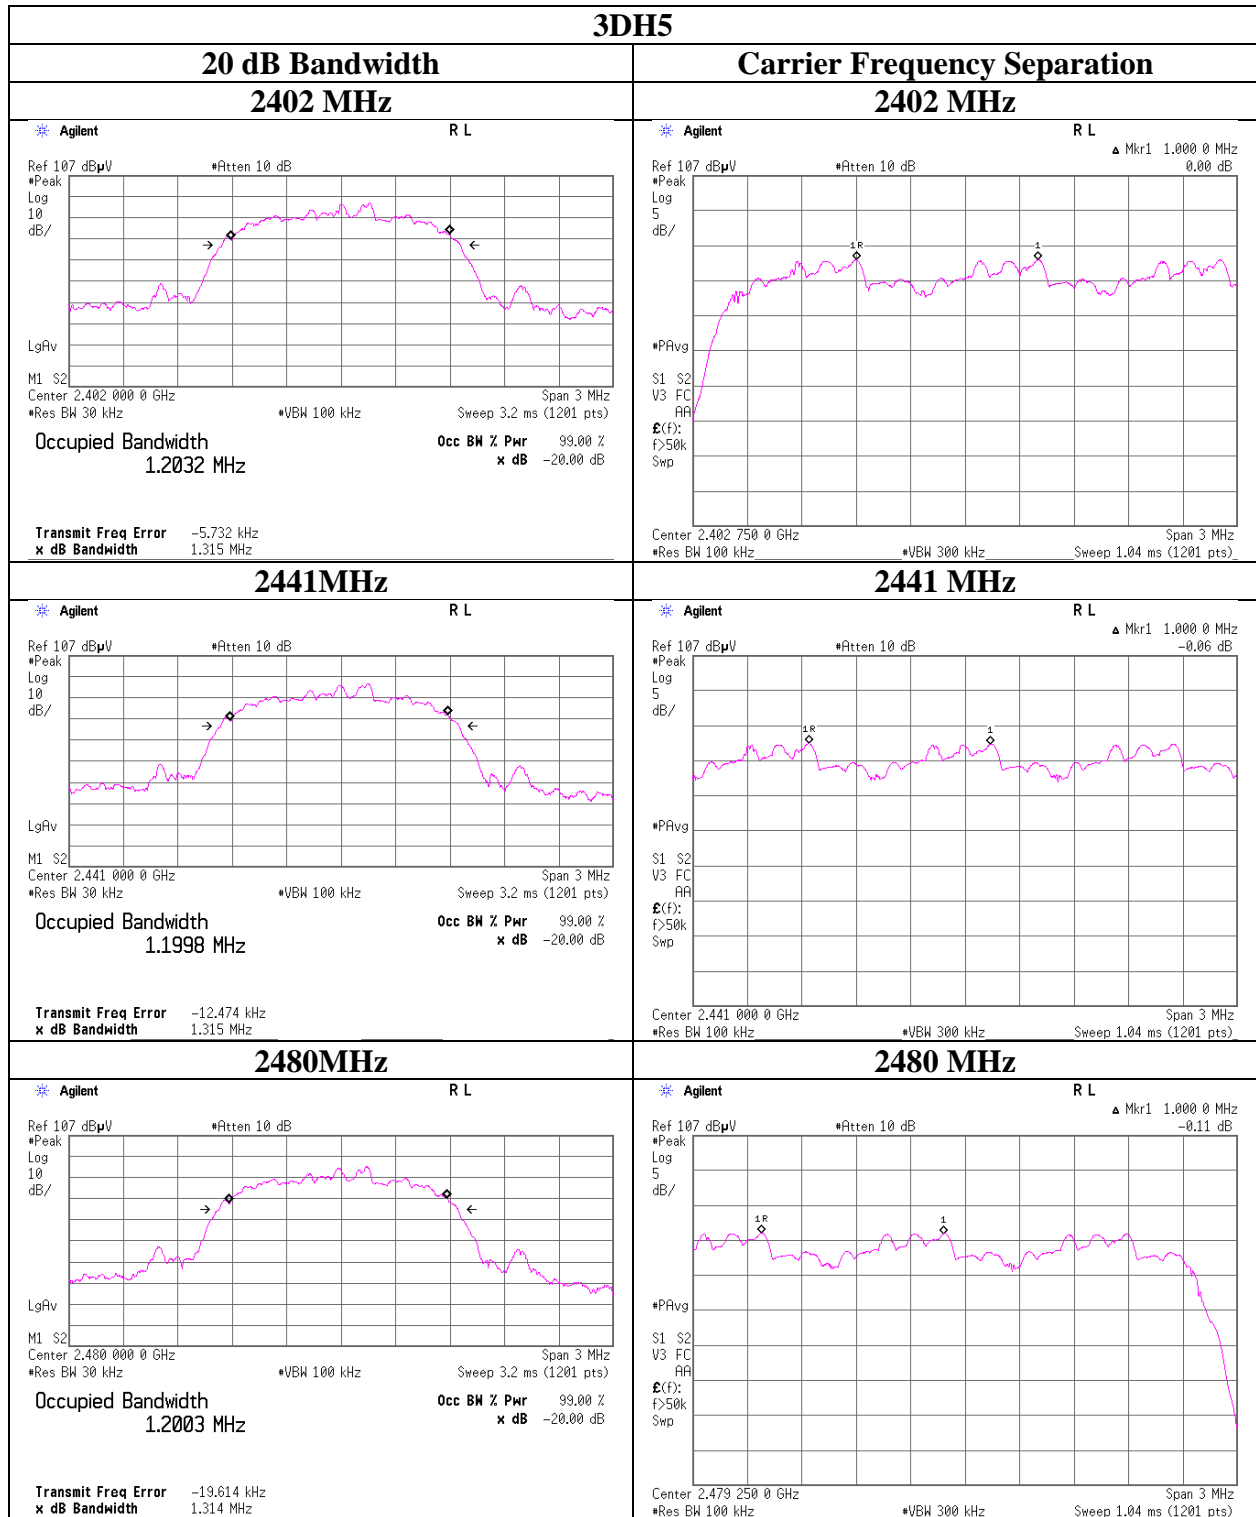 3DH5
20 dB Bandwidth
Carrier Frequency Separation
2402 MHz
2402 MHz
Agilent
R L
Ref 107 dBµV
#Atten 10 dB
#Peak
Log
10
dB/
LgAv
M1 S2
Center 2.402 000 0 GHz
Span 3 MHz
#Res BW 30 kHz
#VBW 100 kHz
Sweep 3.2 ms (1201 pts)
Occupied Bandwidth
1.2032 MHz
Occ BW % Pwr 99.00 %
x dB -20.00 dB
Transmit Freq Error -5.732 kHz
x dB Bandwidth 1.315 MHz
Agilent
R L
Δ Mkr1 1.000 0 MHz
Ref 107 dBµV
#Atten 10 dB
0.00 dB
#Peak
Log
5
dB/
1R
1
#PAvg
S1 S2
V3 FC
AA
£(f):
f>50k
Swp
Center 2.402 750 0 GHz
Span 3 MHz
#Res BW 100 kHz
#VBW 300 kHz
Sweep 1.04 ms (1201 pts)
2441MHz
2441 MHz
Agilent
R L
Ref 107 dBµV
#Atten 10 dB
#Peak
Log
10
dB/
LgAv
M1 S2
Center 2.441 000 0 GHz
Span 3 MHz
#Res BW 30 kHz
#VBW 100 kHz
Sweep 3.2 ms (1201 pts)
Occupied Bandwidth
1.1998 MHz
Occ BW % Pwr 99.00 %
x dB -20.00 dB
Transmit Freq Error -12.474 kHz
x dB Bandwidth 1.315 MHz
Agilent
R L
Δ Mkr1 1.000 0 MHz
Ref 107 dBµV
#Atten 10 dB
-0.06 dB
#Peak
Log
5
dB/
1R
1
#PAvg
S1 S2
V3 FC
AA
£(f):
f>50k
Swp
Center 2.441 000 0 GHz
Span 3 MHz
#Res BW 100 kHz
#VBW 300 kHz
Sweep 1.04 ms (1201 pts)
2480MHz
2480 MHz
Agilent
R L
Ref 107 dBµV
#Atten 10 dB
#Peak
Log
10
dB/
LgAv
M1 S2
Center 2.480 000 0 GHz
Span 3 MHz
#Res BW 30 kHz
#VBW 100 kHz
Sweep 3.2 ms (1201 pts)
Occupied Bandwidth
1.2003 MHz
Occ BW % Pwr 99.00 %
x dB -20.00 dB
Transmit Freq Error -19.614 kHz
x dB Bandwidth 1.314 MHz
Agilent
R L
Δ Mkr1 1.000 0 MHz
Ref 107 dBµV
#Atten 10 dB
-0.11 dB
#Peak
Log
5
dB/
1R
1
#PAvg
S1 S2
V3 FC
AA
£(f):
f>50k
Swp
Center 2.479 250 0 GHz
Span 3 MHz
#Res BW 100 kHz
#VBW 300 kHz
Sweep 1.04 ms (1201 pts)